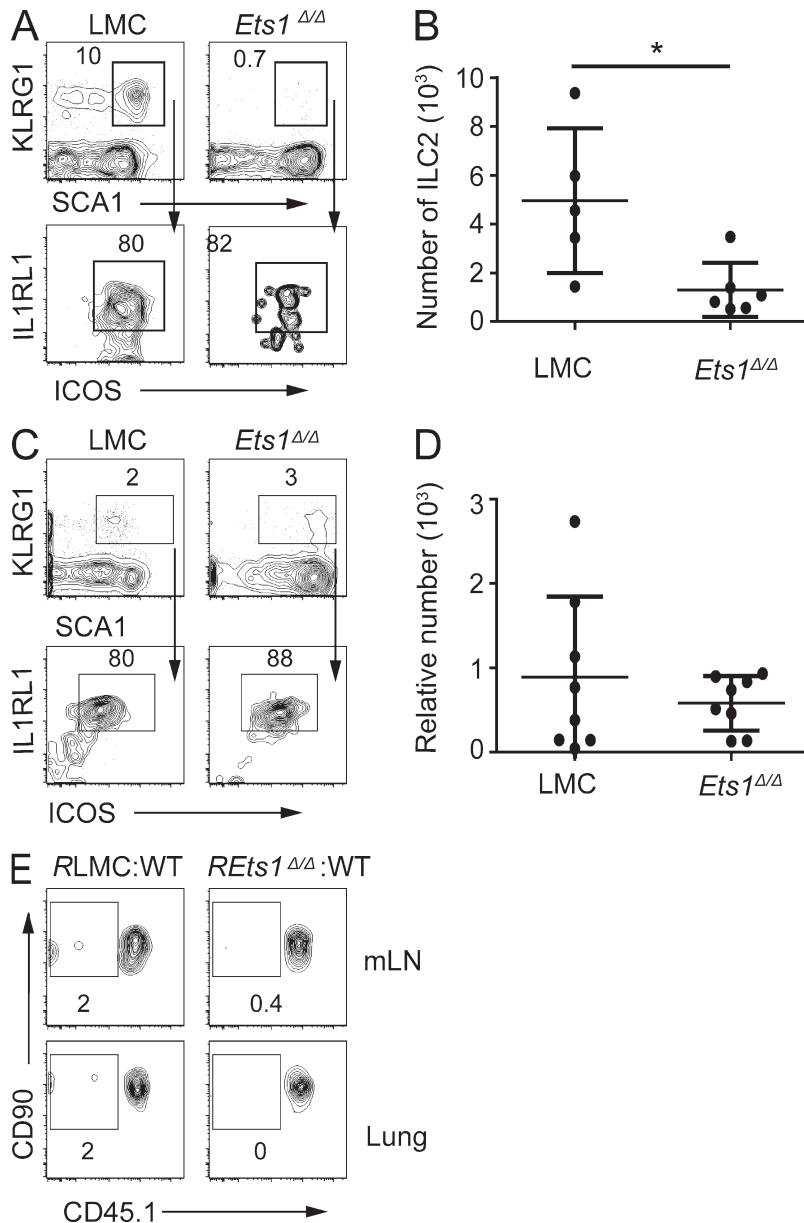 A
LMC
Ets1 Δ/Δ
10
0.7
KLRG1
SCA1
80
82
IL1RL1
ICOS
B
*
Number of ILC2 (10³)
10
8
6
4
2
0
LMC
Ets1Δ/Δ
C
LMC
Ets1Δ/Δ
2
3
KLRG1
SCA1
80
88
IL1RL1
ICOS
D
Relative number (10³)
3
2
1
0
LMC
Ets1Δ/Δ
E
RLMC:WT
REts1 Δ/Δ :WT
2
0.4
mLN
2
0
Lung
CD90
CD45.1